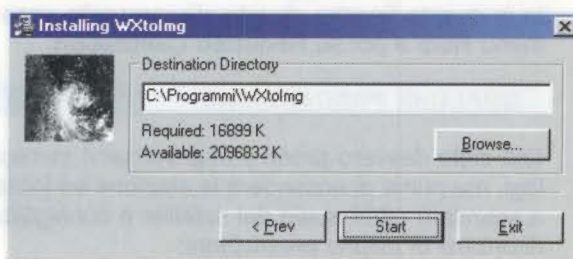 Installing WXtoImg
Destination Directory
C:\Programmi\WXtoImg
Required: 16899 K
Available: 2096832 K
Browse...
< Prev
Start
Exit